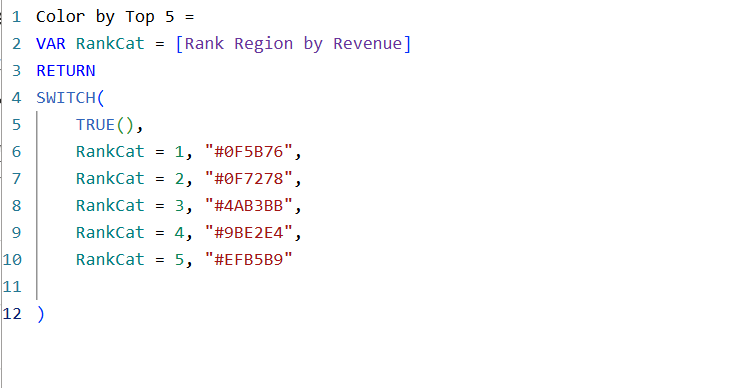 1 Color by Top 5 =
2 VAR RankCat = [Rank Region by Revenue]
3 RETURN
4 SWITCH(
5     TRUE(),
6     RankCat = 1, "#0F5B76",
7     RankCat = 2, "#0F7278",
8     RankCat = 3, "#4AB3BB",
9     RankCat = 4, "#9BE2E4",
10     RankCat = 5, "#EFB5B9"
11
12 )